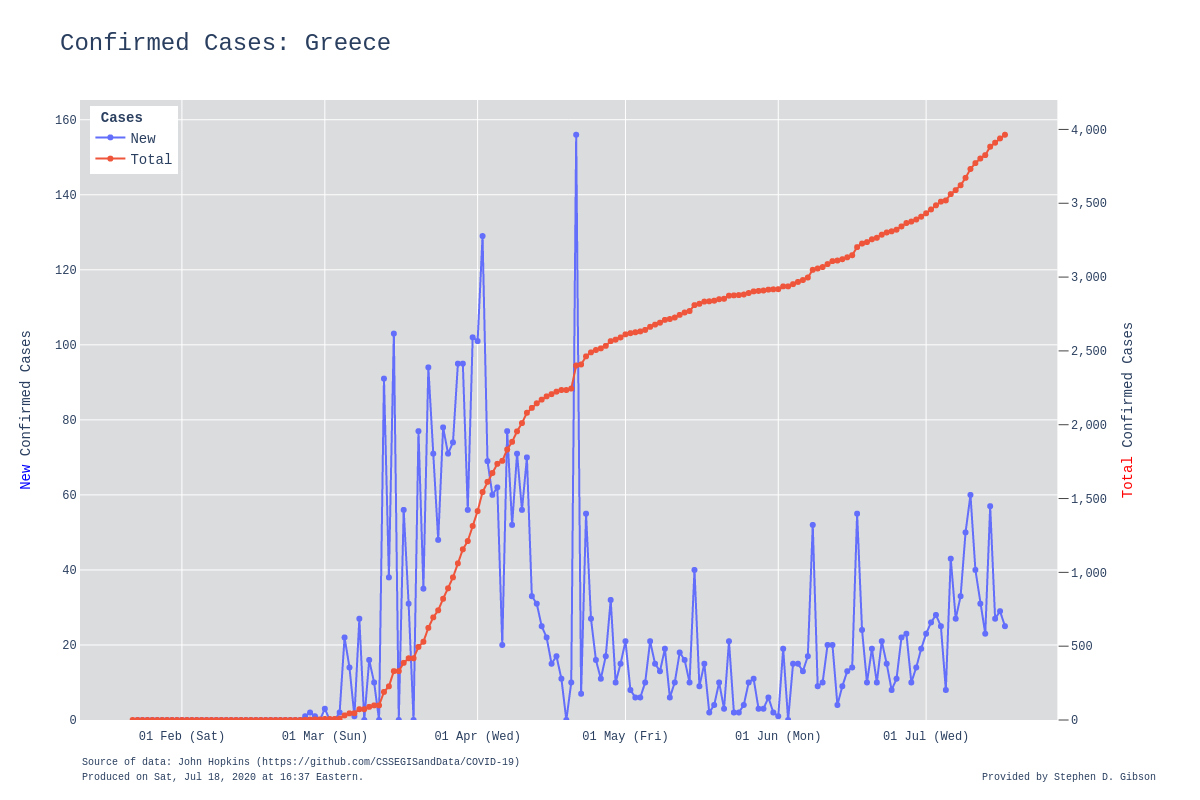 Confirmed Cases: Greece
Cases
New
Total
160
140
120
100
80
60
40
20
0
4,000
3,500
3,000
2,500
2,000
1,500
1,000
500
0
New Confirmed Cases
Total Confirmed Cases
01 Feb (Sat)
01 Mar (Sun)
01 Apr (Wed)
01 May (Fri)
01 Jun (Mon)
01 Jul (Wed)
Source of data: John Hopkins (https://github.com/CSSEGISandData/COVID-19)
Produced on Sat, Jul 18, 2020 at 16:37 Eastern.
Provided by Stephen D. Gibson